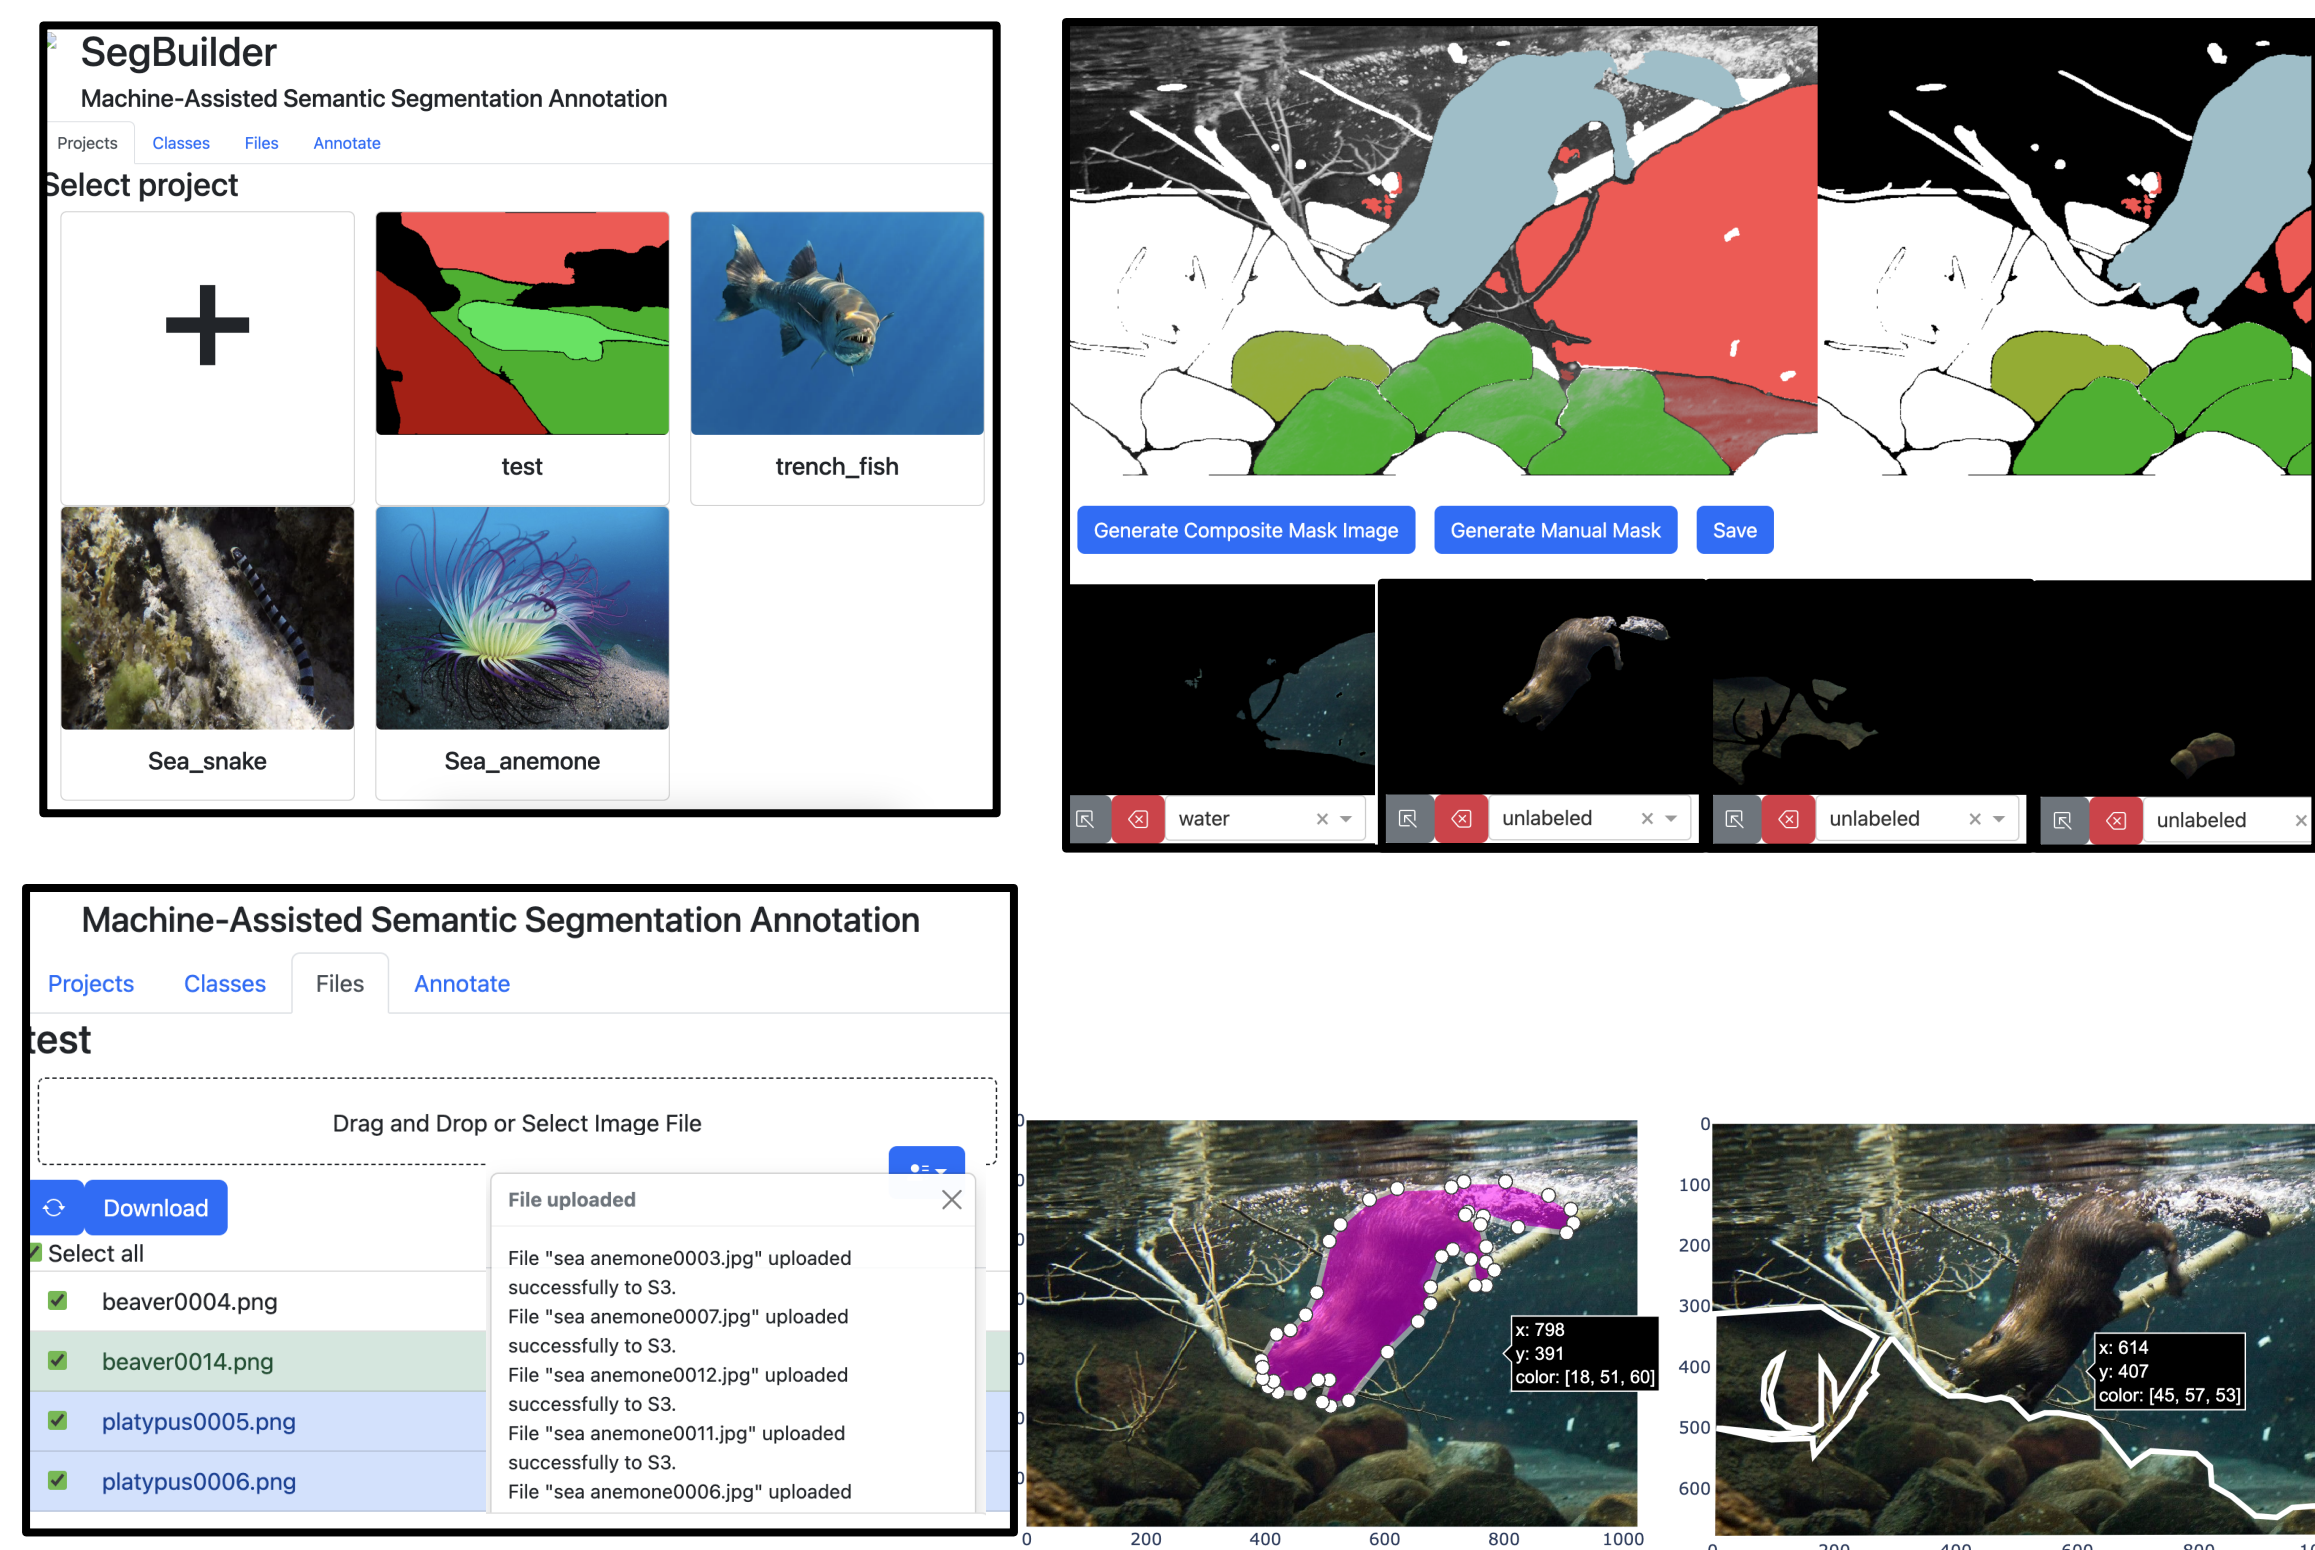 SegBuilder
Machine-Assisted Semantic Segmentation Annotation
Projects Classes Files Annotate
Select project
test
trench_fish
Sea_snake
Sea_anemone
Generate Composite Mask Image Generate Manual Mask Save
water unlabeled unlabeled unlabeled
Machine-Assisted Semantic Segmentation Annotation
Projects Classes Files Annotate
test
Drag and Drop or Select Image File
Download
Select all
beaver0004.png
beaver0014.png
platypus0005.png
platypus0006.png
File uploaded
File "sea anemone0003.jpg" uploaded
successfully to S3.
File "sea anemone0007.jpg" uploaded
successfully to S3.
File "sea anemone0012.jpg" uploaded
successfully to S3.
File "sea anemone0011.jpg" uploaded
successfully to S3.
File "sea anemone0006.jpg" uploaded
x: 798
y: 391
color: [18, 51, 60]
0 200 400 600 800 1000
0
100
200
300
400
500
600
x: 614
y: 407
color: [45, 57, 53]